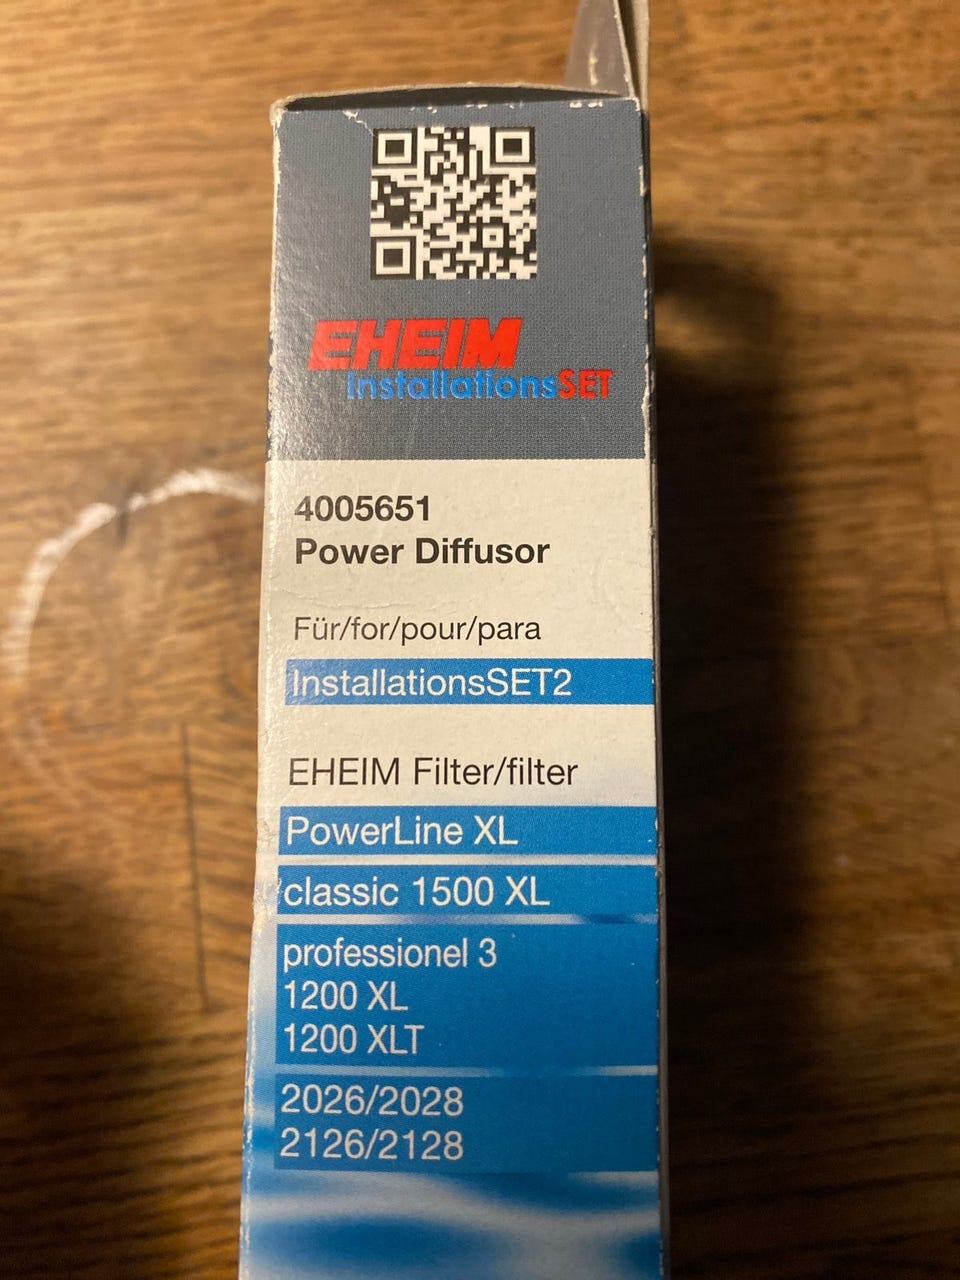 EHEIM
InstallationsSET
4005651
Power Diffusor
Für/for/pour/para
InstallationsSET2
EHEIM Filter/filter
PowerLine XL
classic 1500 XL
professionel 3
1200 XL
1200 XLT
2026/2028
2126/2128